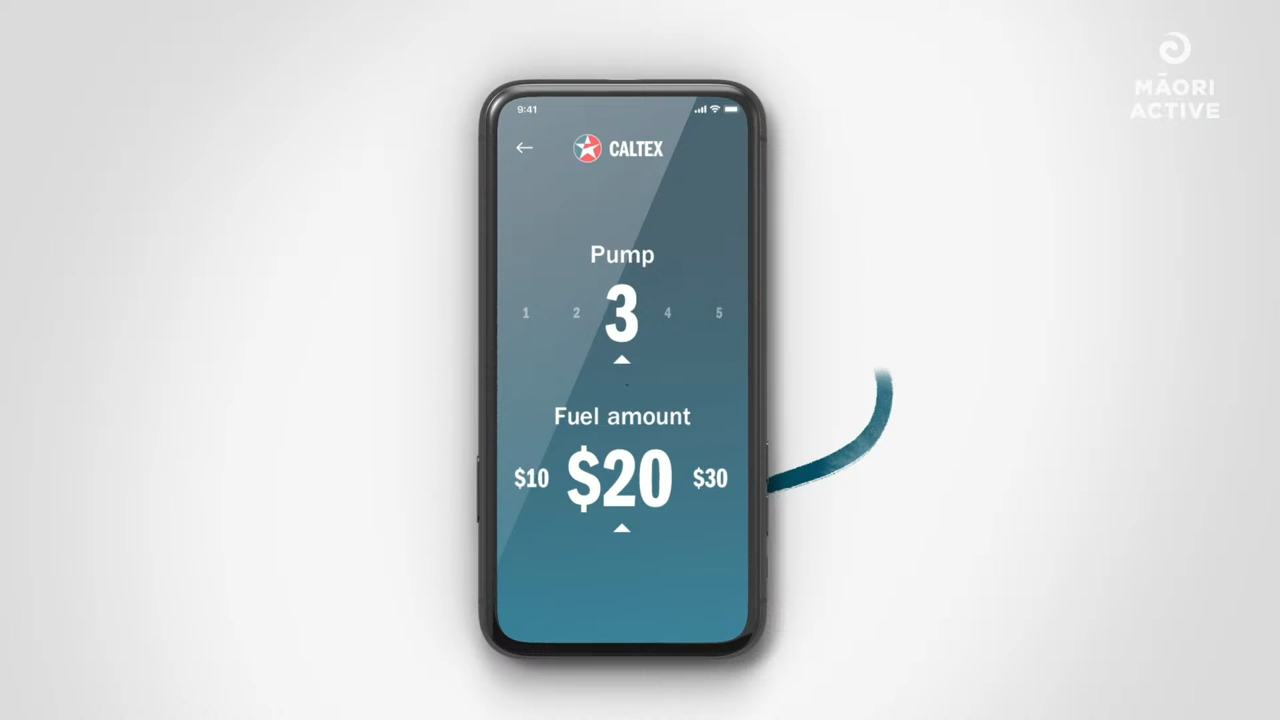 MĀORI
ACTIVE
9:41
CALTEX
Pump
1 2 3 4 5
Fuel amount
$10 $20 $30